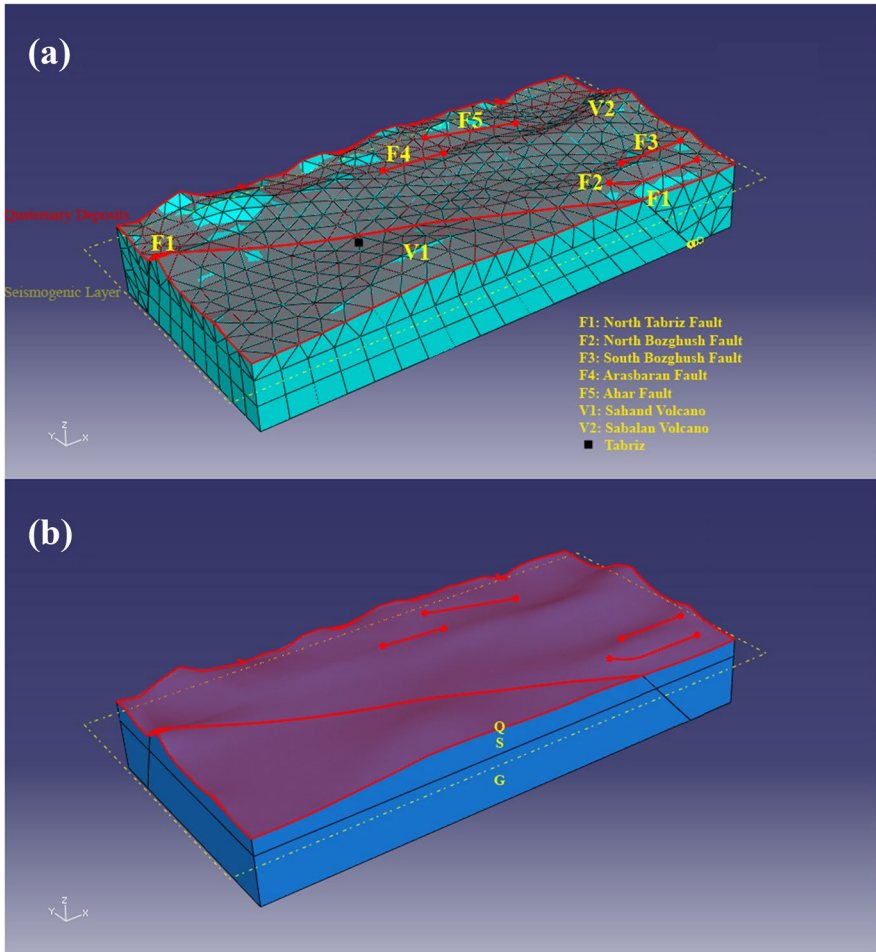 (a)
V2
F5
F4
F3
F2
F1
Quaternary Deposits
F1
V1
Seismogenic Layer
F1: North Tabriz Fault
F2: North Bozghush Fault
F3: South Bozghush Fault
F4: Arasbaran Fault
F5: Ahar Fault
V1: Sahand Volcano
V2: Sabalan Volcano
Tabriz
Z
Y X
(b)
Q
S
G
Z
Y X